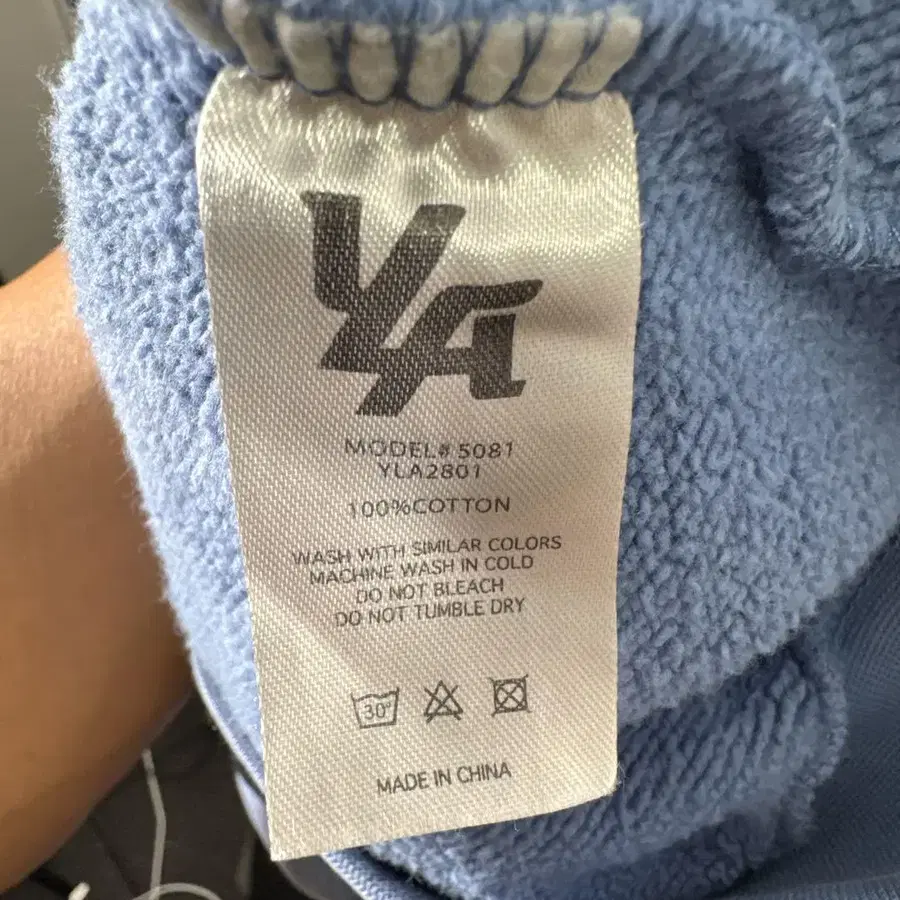 YLA
MODEL# 5081
YLA2801
100%COTTON
WASH WITH SIMILAR COLORS
MACHINE WASH IN COLD
DO NOT BLEACH
DO NOT TUMBLE DRY
30°
MADE IN CHINA